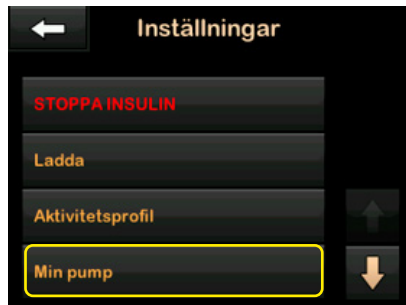 Inställningar
STOPPA INSULIN
Ladda
Aktivitetsprofil
Min pump